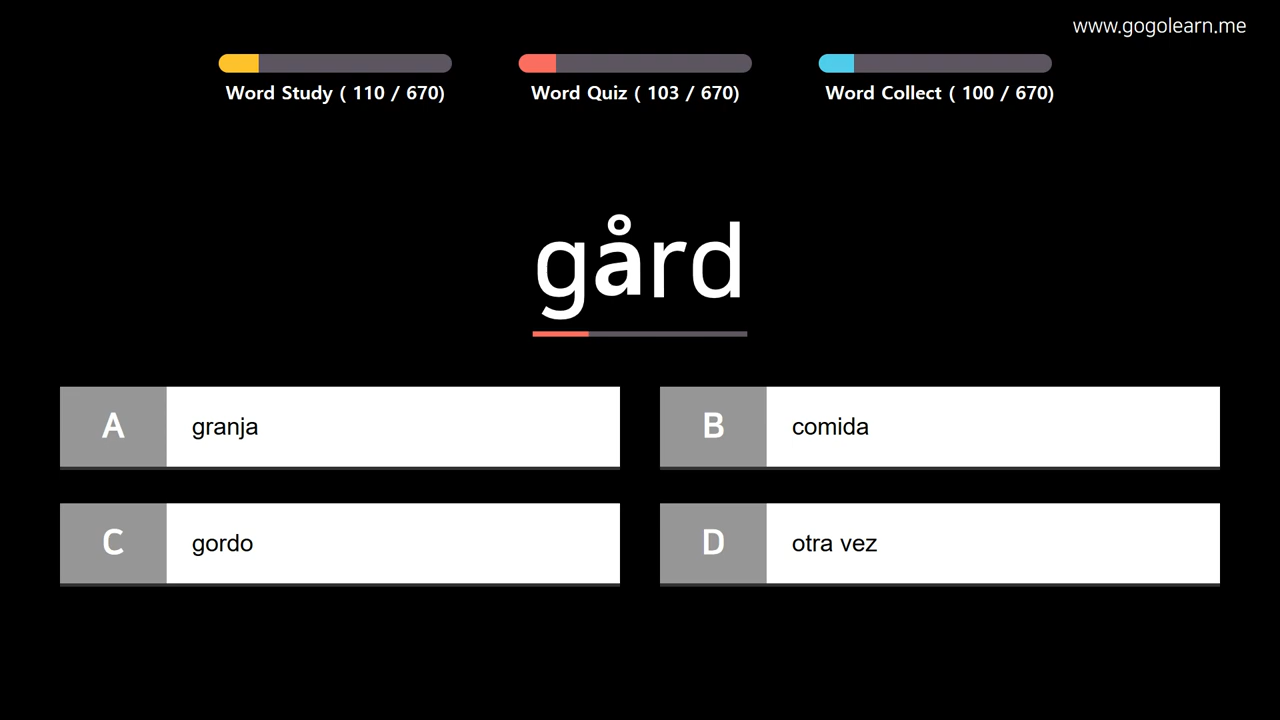 www.gogolearn.me
Word Study ( 110 / 670)
Word Quiz ( 103 / 670)
Word Collect ( 100 / 670)
gård
A granja
B comida
C gordo
D otra vez